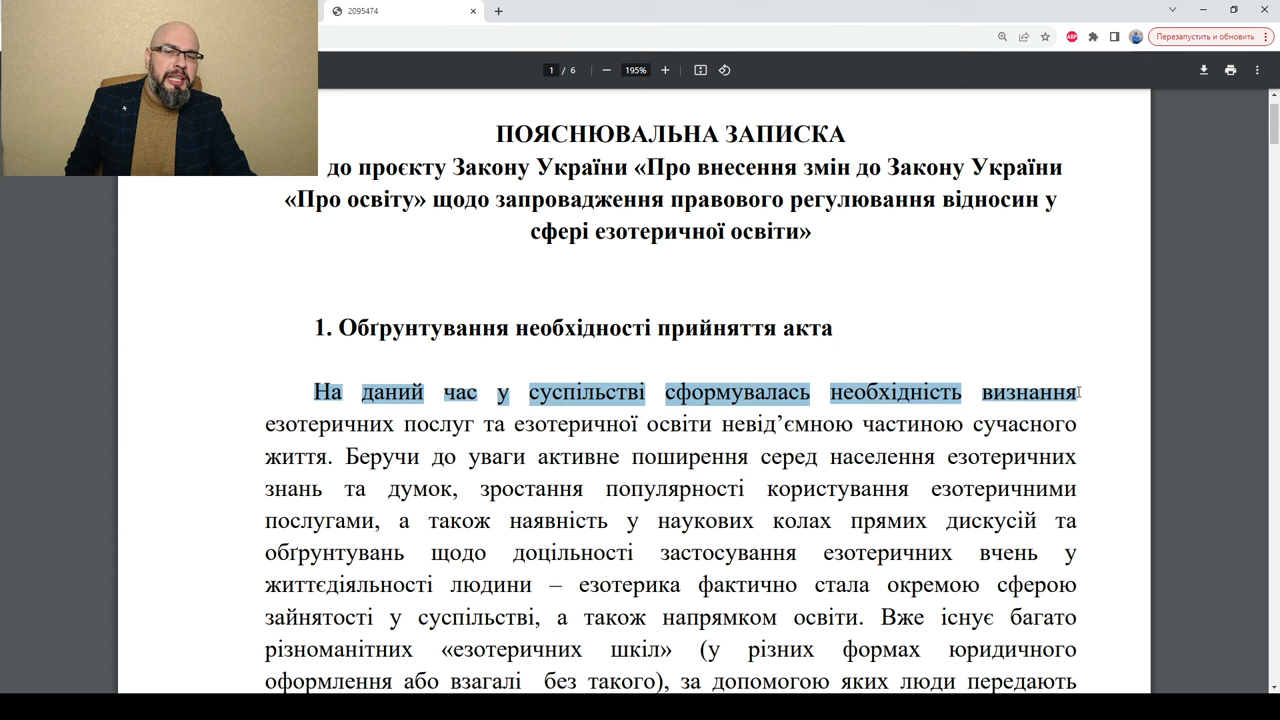 2095474
Перезапустить и обновить
1 / 6
195%
ПОЯСНЮВАЛЬНА ЗАПИСКА
до проєкту Закону України «Про внесення змін до Закону України
«Про освіту» щодо запровадження правового регулювання відносин у
сфері езотеричної освіти»
1. Обґрунтування необхідності прийняття акта
На даний час у суспільстві сформувалась необхідність визнання
езотеричних послуг та езотеричної освіти невід’ємною частиною сучасного
життя. Беручи до уваги активне поширення серед населення езотеричних
знань та думок, зростання популярності користування езотеричними
послугами, а також наявність у наукових колах прямих дискусій та
обґрунтувань щодо доцільності застосування езотеричних вчень у
життєдіяльності людини – езотерика фактично стала окремою сферою
зайнятості у суспільстві, а також напрямком освіти. Вже існує багато
різноманітних «езотеричних шкіл» (у різних формах юридичного
оформлення або взагалі без такого), за допомогою яких люди передають